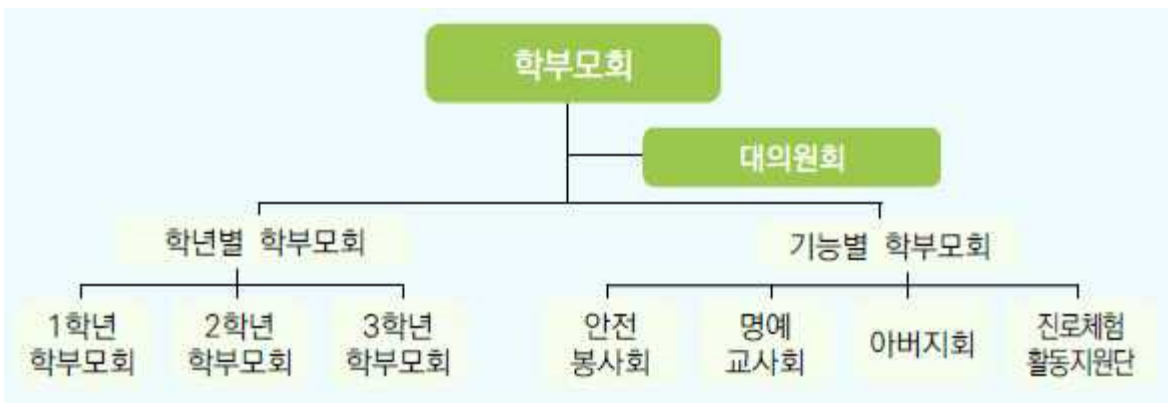 학부모회
대의원회
학년별 학부모회
기능별 학부모회
1학년
학부모회
2학년
학부모회
3학년
학부모회
안전
봉사회
명예
교사회
아버지회
진로체험
활동지원단